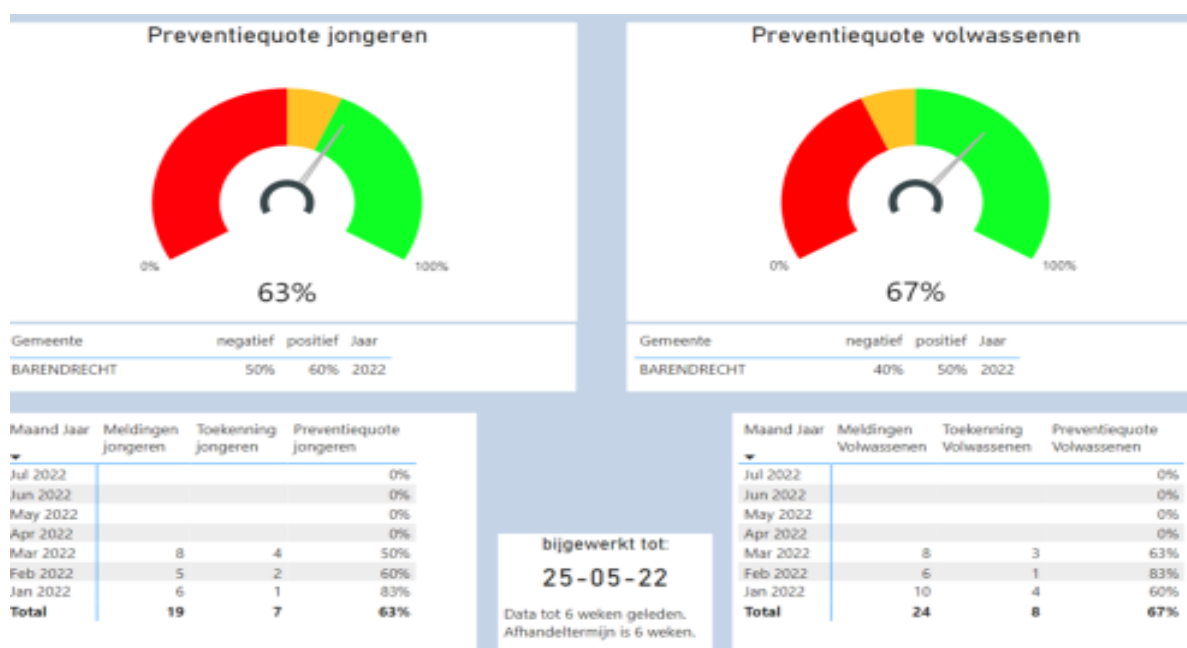 Preventiequote jongeren
0%
100%
63%
Gemeente negatief positief Jaar
BARENDRECHT 50% 60% 2022
Maand Jaar Meldingen jongeren Toekenning jongeren Preventiequote jongeren
Jul 2022 0%
Jun 2022 0%
May 2022 0%
Apr 2022 0%
Mar 2022 8 4 50%
Feb 2022 5 2 60%
Jan 2022 6 1 83%
Total 19 7 63%
bijgewerkt tot:
25-05-22
Data tot 6 weken geleden.
Afhandeltermijn is 6 weken.
Preventiequote volwassenen
0%
100%
67%
Gemeente negatief positief Jaar
BARENDRECHT 40% 50% 2022
Maand Jaar Meldingen Volwassenen Toekenning Volwassenen Preventiequote Volwassenen
Jul 2022 0%
Jun 2022 0%
May 2022 0%
Apr 2022 0%
Mar 2022 8 3 63%
Feb 2022 6 1 83%
Jan 2022 10 4 60%
Total 24 8 67%